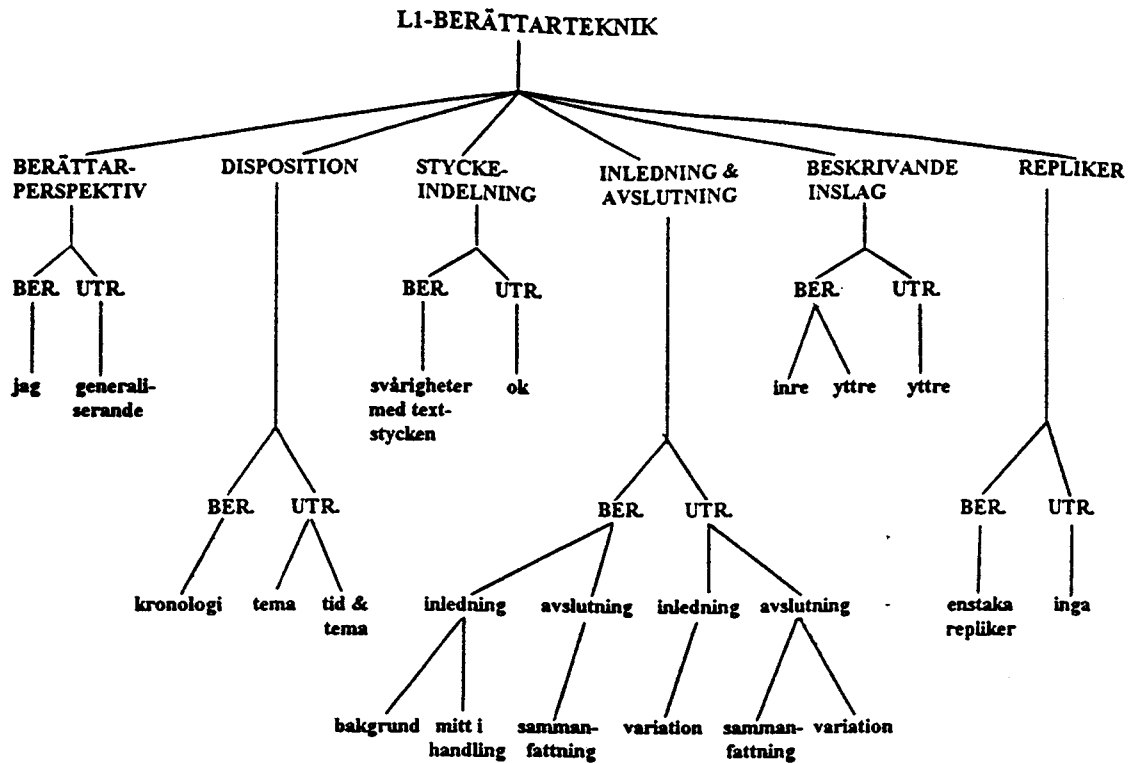 L1-BERÄTTARTEKNIK
BERÄTTAR-
PERSPEKTIV
DISPOSITION
STYCKE-
INDELNING
INLEDNING &
AVSLUTNING
BESKRIVANDE
INSLAG
REPLIKER
BER. UTR.
BER. UTR.
BER. UTR.
jag generali-
serande
svårigheter
med text-
stycken
ok
inre yttre yttre
BER. UTR.
BER. UTR.
BER. UTR.
kronologi tema tid &
tema
inledning avslutning inledning avslutning
enstaka
repliker
inga
bakgrund mitt i
handling
samman-
fattning
variation samman-
fattning
variation